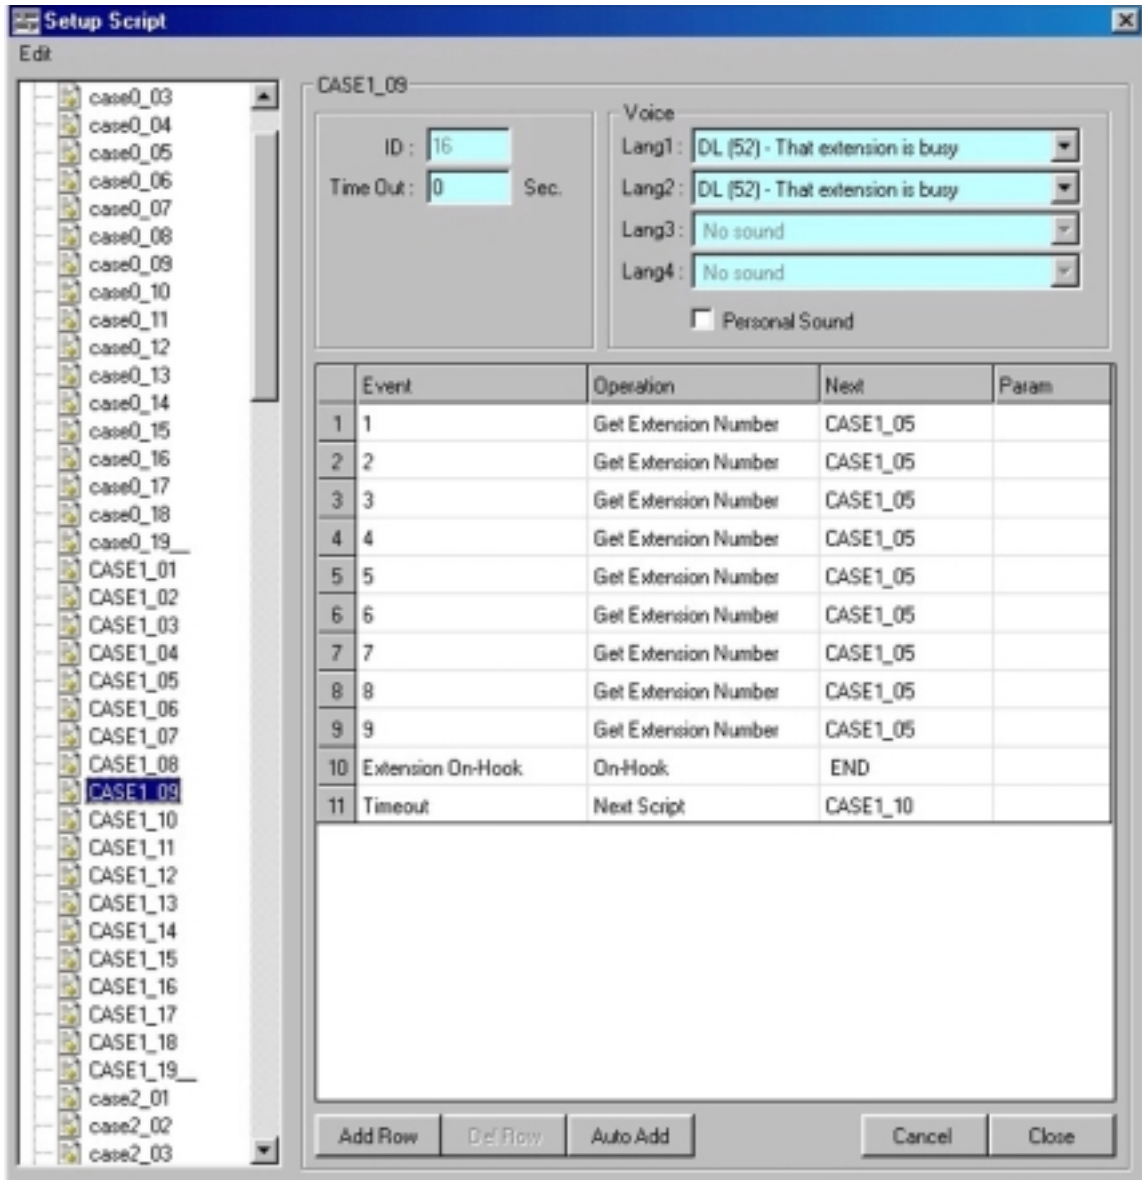 Setup Script
Edit
case0_03
case0_04
case0_05
case0_06
case0_07
case0_08
case0_09
case0_10
case0_11
case0_12
case0_13
case0_14
case0_15
case0_16
case0_17
case0_18
case0_19__
CASE1_01
CASE1_02
CASE1_03
CASE1_04
CASE1_05
CASE1_06
CASE1_07
CASE1_08
CASE1_09
CASE1_10
CASE1_11
CASE1_12
CASE1_13
CASE1_14
CASE1_15
CASE1_16
CASE1_17
CASE1_18
CASE1_19__
case2_01
case2_02
case2_03
CASE1_09
ID : 16
Time Out : 0 Sec.
Voice
Lang1 : DL (52) - That extension is busy
Lang2 : DL (52) - That extension is busy
Lang3 : No sound
Lang4 : No sound
Personal Sound
Event Operation Next Param
1 1 Get Extension Number CASE1_05
2 2 Get Extension Number CASE1_05
3 3 Get Extension Number CASE1_05
4 4 Get Extension Number CASE1_05
5 5 Get Extension Number CASE1_05
6 6 Get Extension Number CASE1_05
7 7 Get Extension Number CASE1_05
8 8 Get Extension Number CASE1_05
9 9 Get Extension Number CASE1_05
10 Extension On-Hook On-Hook END
11 Timeout Next Script CASE1_10
Add Row Del Row Auto Add Cancel Close